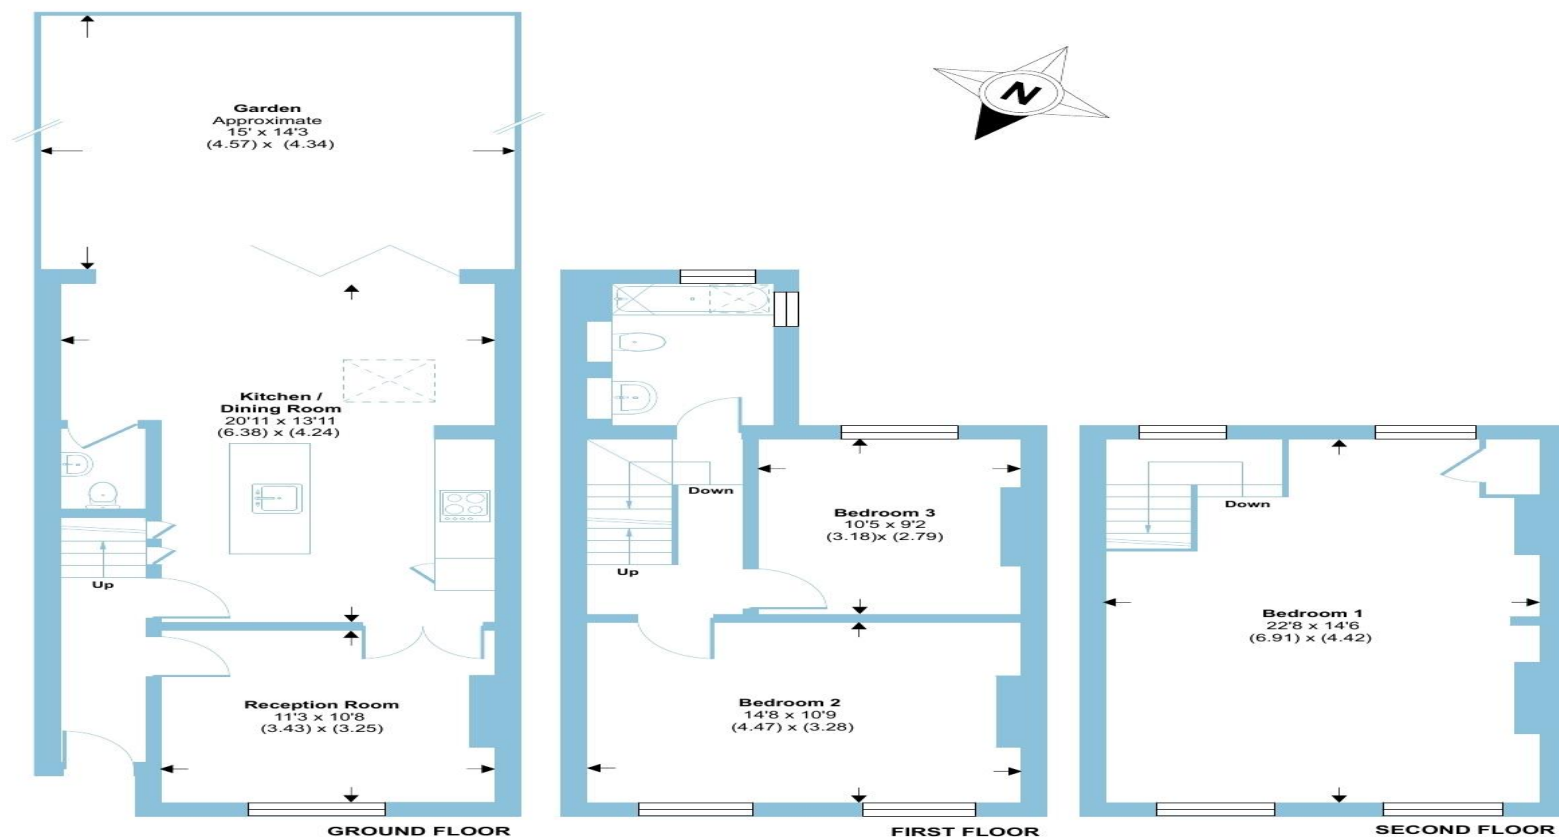 Garden
Approximate
15' x 14'3
(4.57) x (4.34)
N
Kitchen /
Dining Room
20'11 x 13'11
(6.38) x (4.24)
Up
Reception Room
11'3 x 10'8
(3.43) x (3.25)
GROUND FLOOR
Down
Up
Bedroom 3
10'5 x 9'2
(3.18)x (2.79)
Bedroom 2
14'8 x 10'9
(4.47) x (3.28)
FIRST FLOOR
Down
Bedroom 1
22'8 x 14'6
(6.91) x (4.42)
SECOND FLOOR